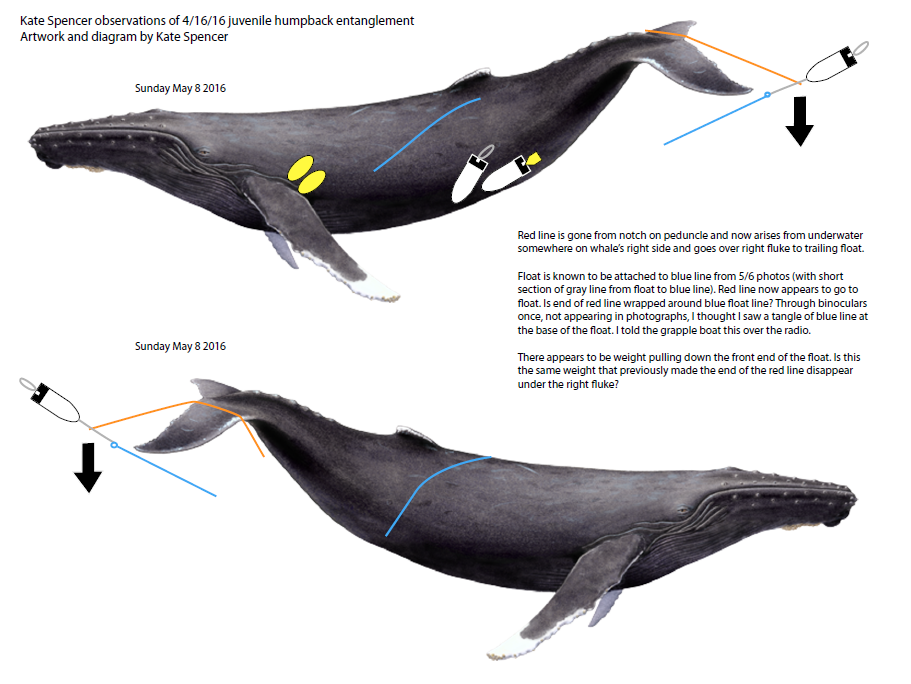 Kate Spencer observations of 4/16/16 juvenile humpback entanglement
Artwork and diagram by Kate Spencer
Sunday May 8 2016
Red line is gone from notch on peduncle and now arises from underwater
somewhere on whale's right side and goes over right fluke to trailing float.
Float is known to be attached to blue line from 5/6 photos (with short
section of gray line from float to blue line). Red line now appears to go to
float. Is end of red line wrapped around blue float line? Through binoculars
once, not appearing in photographs, I thought I saw a tangle of blue line at
the base of the float. I told the grapple boat this over the radio.
There appears to be weight pulling down the front end of the float. Is this
the same weight that previously made the end of the red line disappear
under the right fluke?
Sunday May 8 2016